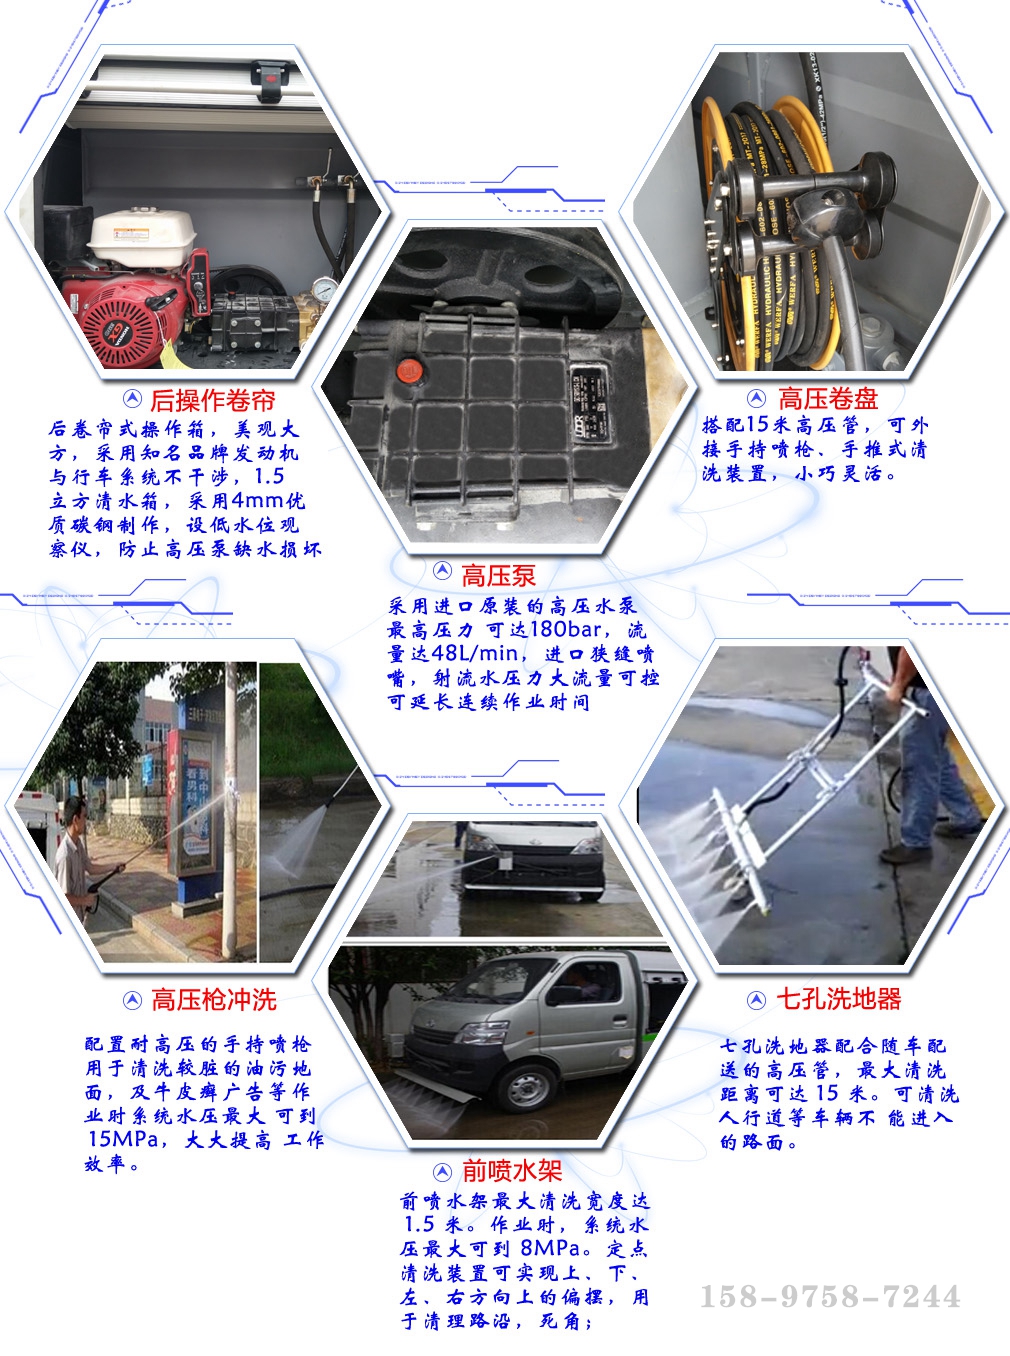 后操作卷帘
后卷帘式操作箱，美观大
方，采用知名品牌发动机
与行车系统不干涉，1.5
立方清水箱，采用4mm优
质碳钢制作，设低水位观
察仪，防止高压泵缺水损坏
高压卷盘
搭配15米高压管，可外
接手持喷枪、手推式清
洗装置，小巧灵活。
高压泵
采用进口原装的高压水泵
最高压力 可达180bar，流
量达48L/min，进口狭缝喷
嘴，射流水压力大流量可控
可延长连续作业时间
高压枪冲洗
配置耐高压的手持喷枪
用于清洗较脏的油污地
面，及牛皮癣广告等作
业时系统水压最大 可到
15MPa，大大提高 工作
效率。
七孔洗地器
七孔洗地器配合随车配
送的高压管，最大清洗
距离可达 15 米。可清洗
人行道等车辆不 能进入
的路面。
前喷水架
前喷水架最大清洗宽度达
1.5 米。作业时，系统水
压最大可到 8MPa。定点
清洗装置可实现上、下、
左、右方向上的偏摆，用
于清理路沿，死角；
158-9758-7244